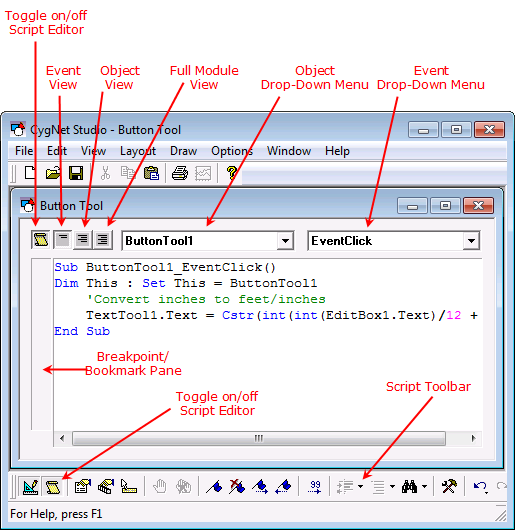 Toggle on/off
Script Editor
Event
View
Object
View
Full Module
View
Object
Drop-Down Menu
Event
Drop-Down Menu
CygNet Studio - Button Tool
File Edit View Layout Draw Options Window Help
Button Tool
ButtonTool1
EventClick
Sub ButtonTool1_EventClick()
Dim This : Set This = ButtonTool1
'Convert inches to feet/inches
TextTool1.Text = Cstr(int(int(EditBox1.Text)/12 +
End Sub
Breakpoint/
Bookmark Pane
Toggle on/off
Script Editor
Script Toolbar
99
For Help, press F1